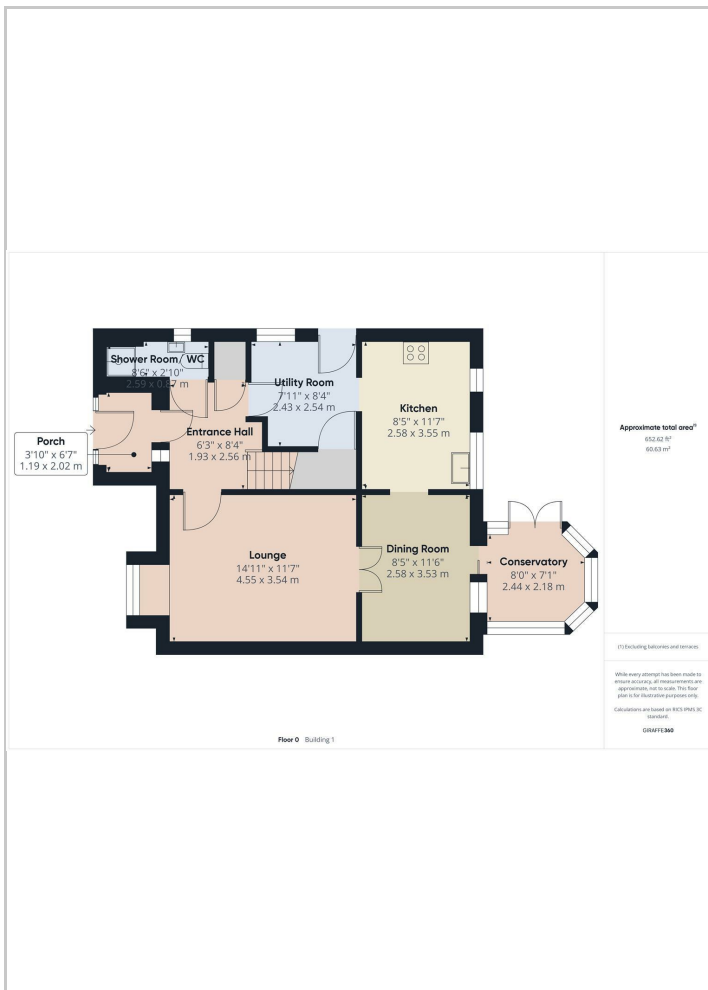 Shower Room / WC
8'6" x 2'10"
2.59 x 0.87 m
Utility Room
7'11" x 8'4"
2.43 x 2.54 m
Kitchen
8'5" x 11'7"
2.58 x 3.55 m
Porch
3'10" x 6'7"
1.19 x 2.02 m
Entrance Hall
6'3" x 8'4"
1.93 x 2.56 m
Lounge
14'11" x 11'7"
4.55 x 3.54 m
Dining Room
8'5" x 11'6"
2.58 x 3.53 m
Conservatory
8'0" x 7'1"
2.44 x 2.18 m
Floor 0 Building 1
Approximate total area(1)
652.62 ft²
60.63 m²
(1) Excluding balconies and terraces
While every attempt has been made to
ensure accuracy, all measurements are
approximate, not to scale. This floor
plan is for illustrative purposes only.
Calculations are based on RICS IPMS 3C
standard.
GIRAFFE360